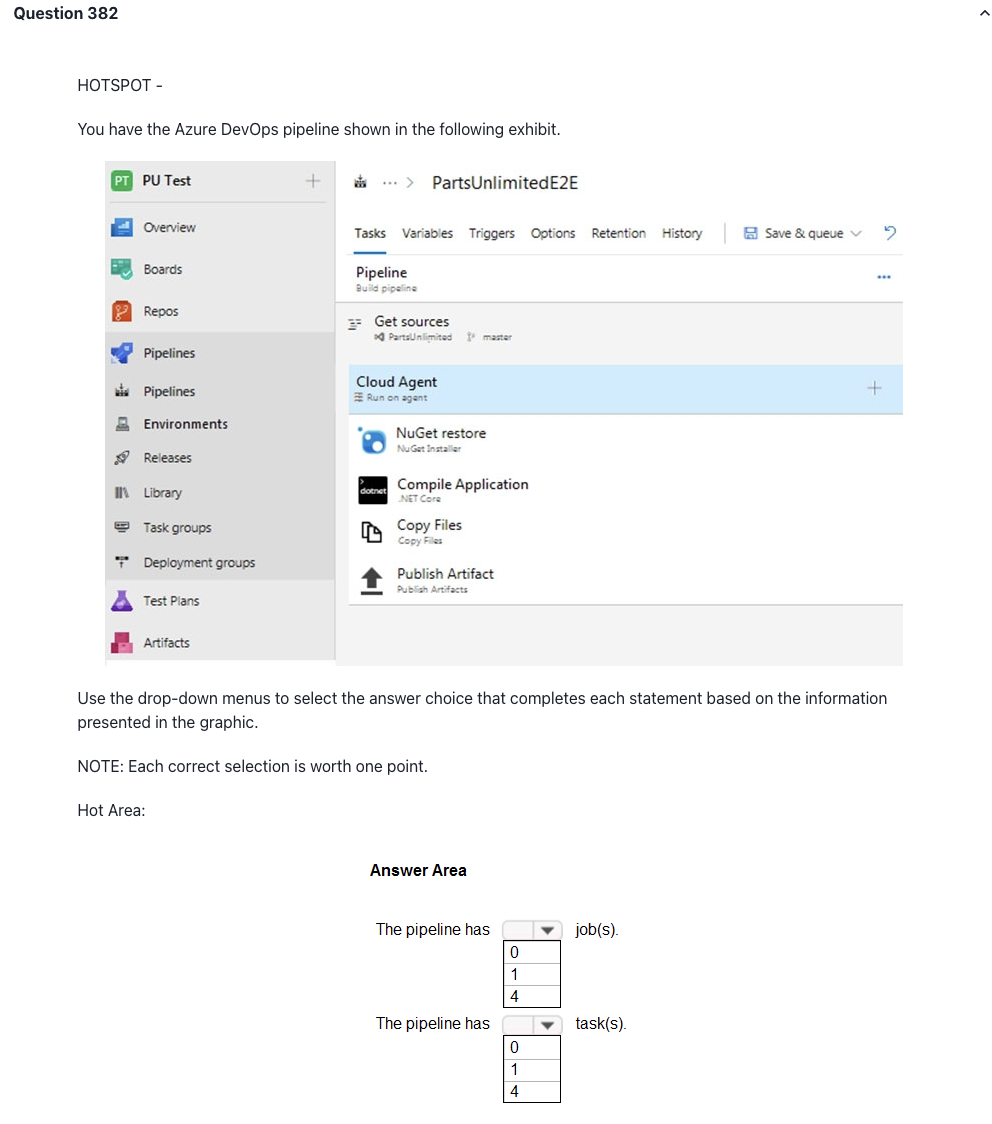 Question 382
HOTSPOT -
You have the Azure DevOps pipeline shown in the following exhibit.
PT PU Test
Overview
Boards
Repos
Pipelines
Pipelines
Environments
Releases
Library
Task groups
Deployment groups
Test Plans
Artifacts
... > PartsUnlimitedE2E
Tasks Variables Triggers Options Retention History Save & queue
Pipeline
Build pipeline
Get sources
PartsUnlimited master
Cloud Agent
Run on agent
NuGet restore
NuGet Installer
dotnet
Compile Application
.NET Core
Copy Files
Copy Files
Publish Artifact
Publish Artifacts
Use the drop-down menus to select the answer choice that completes each statement based on the information
presented in the graphic.
NOTE: Each correct selection is worth one point.
Hot Area:
Answer Area
The pipeline has job(s).
0
1
4
The pipeline has task(s).
0
1
4